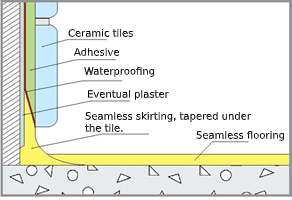 Ceramic tiles
Adhesive
Waterproofing
Eventual plaster
Seamless skirting, tapered under
the tile.
Seamless flooring